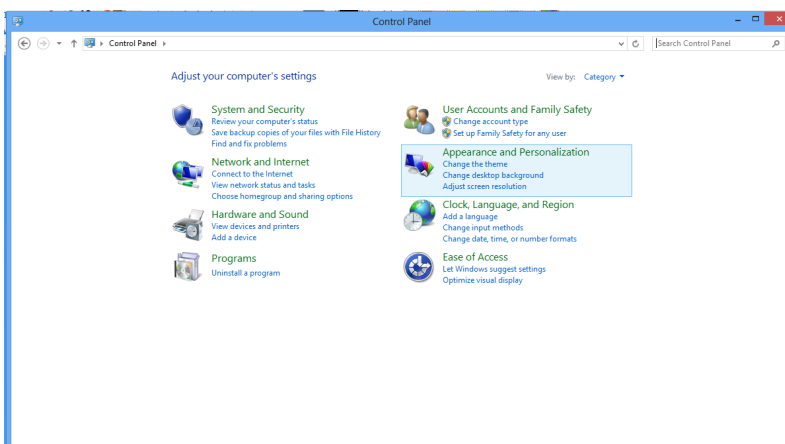 Control Panel
Control Panel
Search Control Panel
Adjust your computer's settings
View by: Category
System and Security
Review your computer's status
Save backup copies of your files with File History
Find and fix problems
Network and Internet
Connect to the Internet
View network status and tasks
Choose homegroup and sharing options
Hardware and Sound
View devices and printers
Add a device
Programs
Uninstall a program
User Accounts and Family Safety
Change account type
Set up Family Safety for any user
Appearance and Personalization
Change the theme
Change desktop background
Adjust screen resolution
Clock, Language, and Region
Add a language
Change input methods
Change date, time, or number formats
Ease of Access
Let Windows suggest settings
Optimize visual display